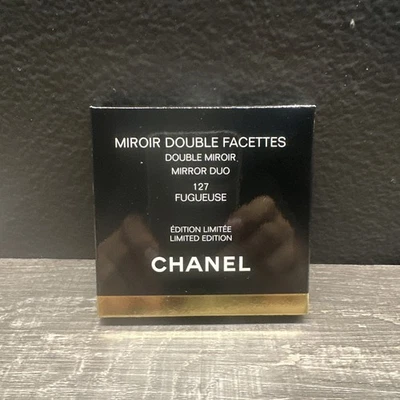 MIROIR DOUBLE FACETTES
DOUBLE MIROIR
MIRROR DUO
127
FUGUEUSE
ÉDITION LIMITÉE
LIMITED EDITION
CHANEL